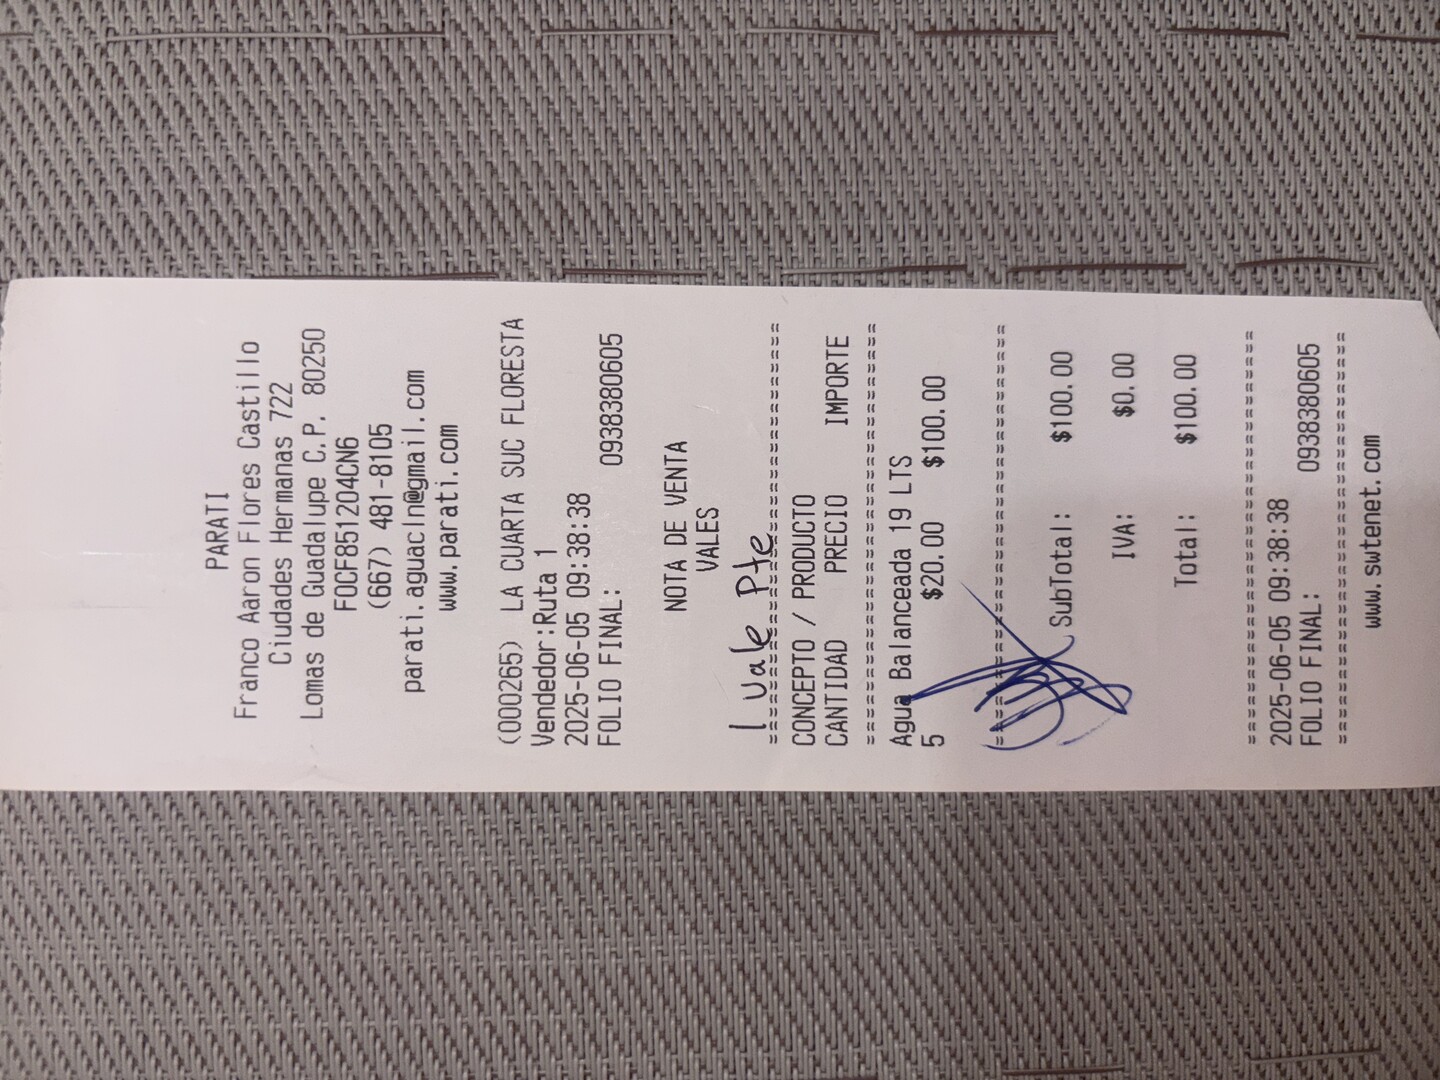 PARATI
Franco Aaron Flores Castillo
Ciudades Hermanas 722
Lomas de Guadalupe C.P. 80250
FOCF851204CN6
(667) 481-8105
parati.aguacln@gmail.com
www.parati.com
(000265) LA CUARTA SUC FLORESTA
Vendedor:Ruta 1
2025-06-05 09:38:38
FOLIO FINAL: 0938380605
NOTA DE VENTA
VALES
1 vale Pte
==============================
CONCEPTO / PRODUCTO
CANTIDAD PRECIO IMPORTE
==============================
Agua Balanceada 19 LTS
5 $20.00 $100.00
==============================
SubTotal: $100.00
IVA: $0.00
Total: $100.00
==============================
2025-06-05 09:38:38
FOLIO FINAL: 0938380605
==============================
www.swtenet.com